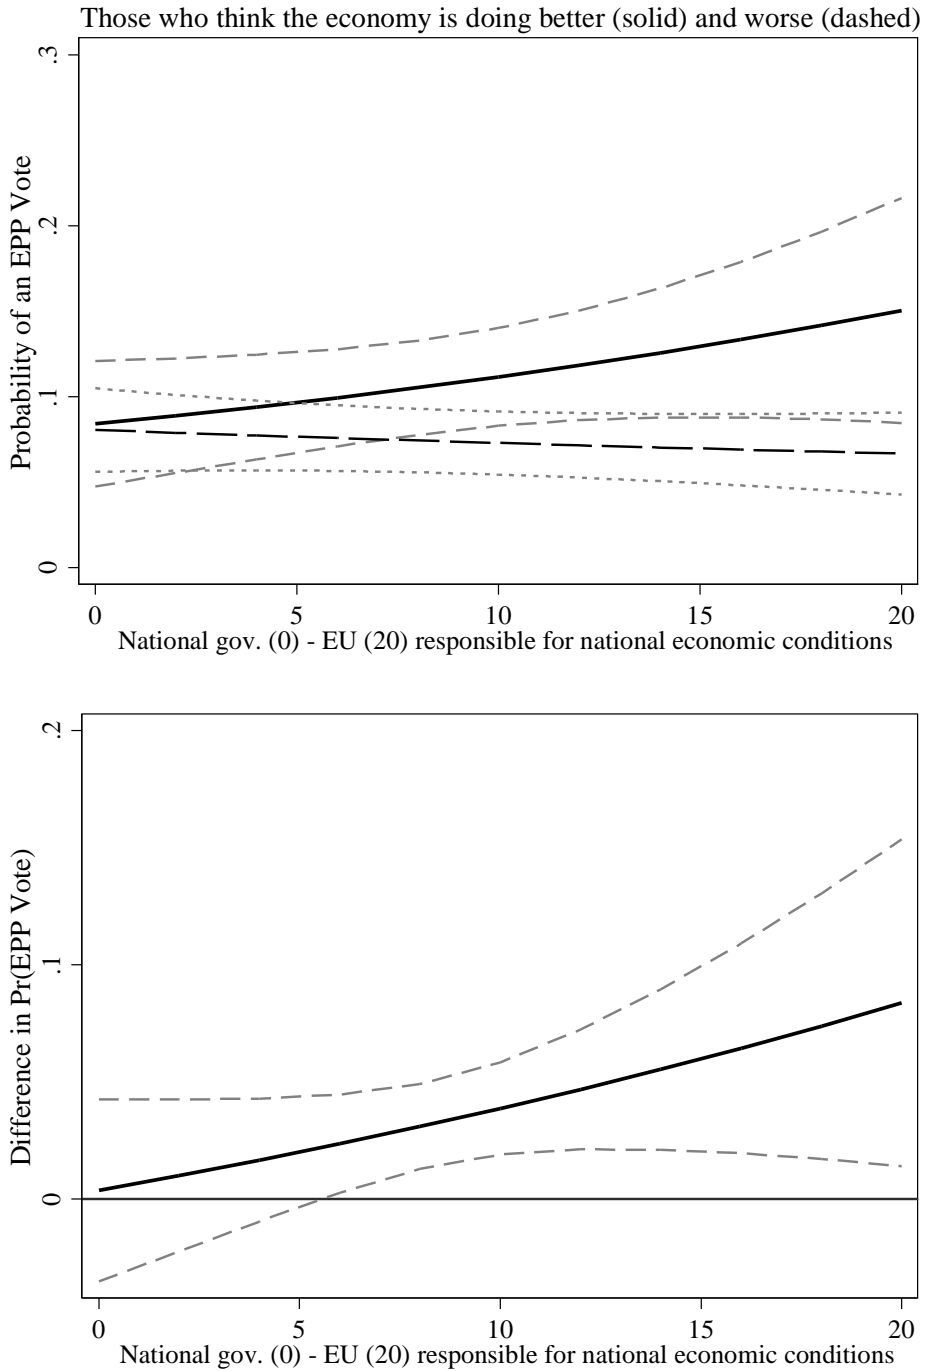 Those who think the economy is doing better (solid) and worse (dashed)
Probability of an EPP Vote
.3
.2
.1
0
0 5 10 15 20
National gov. (0) - EU (20) responsible for national economic conditions
Difference in Pr(EPP Vote)
.2
.1
0
0 5 10 15 20
National gov. (0) - EU (20) responsible for national economic conditions